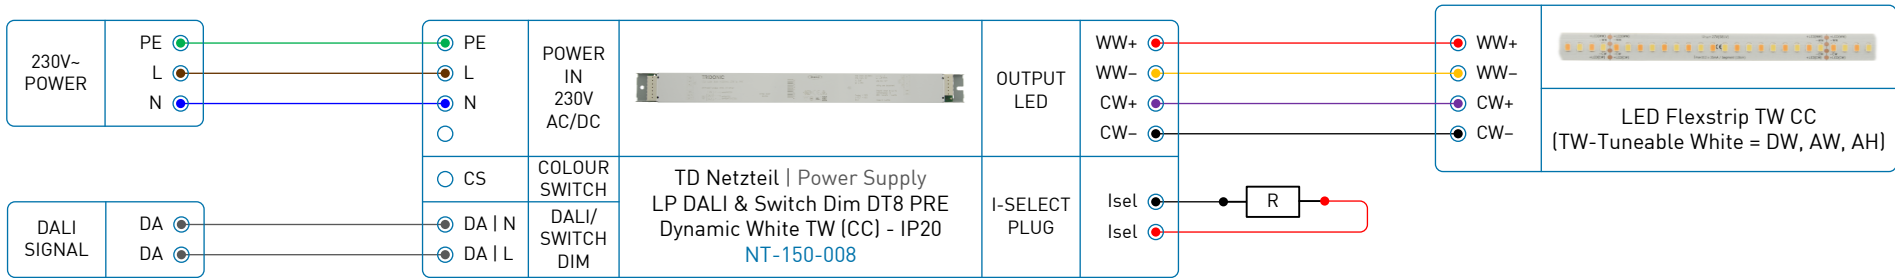 230V~
POWER
PE
L
N
DALI
SIGNAL
DA
DA
PE
L
N
CS
DA | N
DA | L
POWER
IN
230V
AC/DC
COLOUR
SWITCH
DALI/
SWITCH
DIM
TD Netzteil | Power Supply
LP DALI & Switch Dim DT8 PRE
Dynamic White TW (CC) - IP20
NT-150-008
OUTPUT
LED
I-SELECT
PLUG
WW+
WW–
CW+
CW–
Isel
Isel
R
WW+
WW–
CW+
CW–
LED Flexstrip TW CC
(TW-Tuneable White = DW, AW, AH)